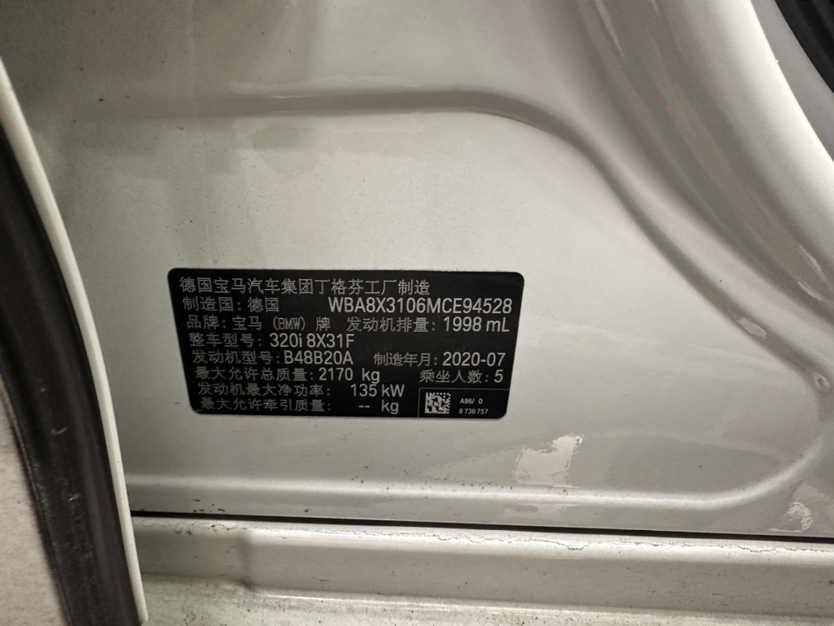 德国宝马汽车集团丁格芬工厂制造
制造国: 德国 WBA8X3106MCE94528
品牌: 宝马 (BMW) 牌 发动机排量: 1998 mL
整车型号: 320i 8X31F
发动机型号: B48B20A 制造年月: 2020-07
最大允许总质量: 2170 kg 乘坐人数: 5
发动机最大净功率: 135 kW
最大允许牵引质量: -- kg
A96/ 0
8 738 757